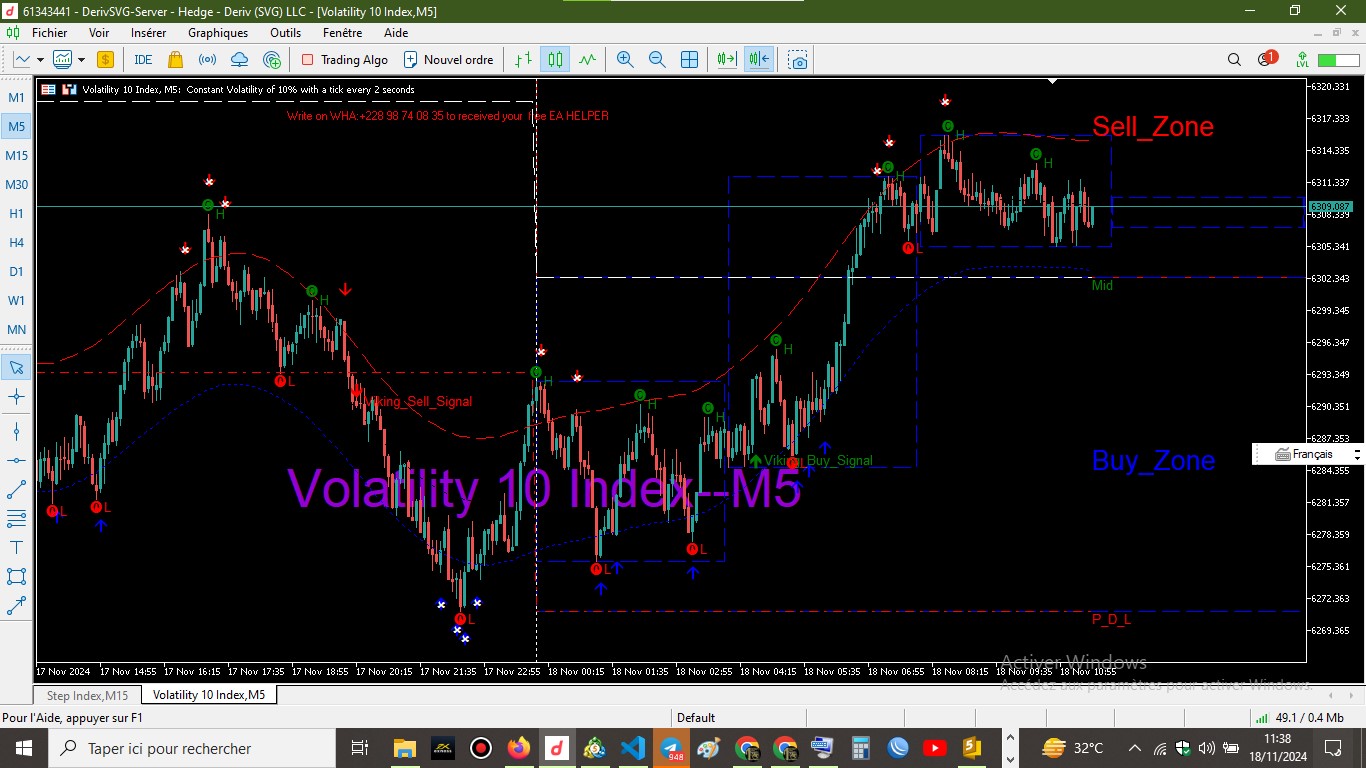 61343441 - DerivSVG-Server - Hedge - Deriv (SVG) LLC - [Volatility 10 Index,M5]
Fichier Voir Insérer Graphiques Outils Fenêtre Aide
IDE Trading Algo Nouvel ordre 1 LVL
M1
M5
M15
M30
H1
H4
D1
W1
MN
T
Volatility 10 Index, M5: Constant Volatility of 10% with a tick every 2 seconds
Write on WHA:+228 98 74 08 35 to received your free EA HELPER
Sell_Zone
Mid
Viking_Sell_Signal
Viking_Buy_Signal
Buy_Zone
Volatility 10 Index--M5
P_D_L
C H
C H
C H
C H
C H
C H
C H
C H
C H
L
L
L
L
L
L
L
6320.331
6317.333
6314.335
6311.337
6309.087
6308.339
6305.341
6302.343
6299.345
6296.347
6293.349
6290.351
6287.353
6284.355
6281.357
6278.359
6275.361
6272.363
6269.365
Français
17 Nov 2024 17 Nov 14:55 17 Nov 16:15 17 Nov 17:35 17 Nov 18:55 17 Nov 20:15 17 Nov 21:35 17 Nov 22:55 18 Nov 00:15 18 Nov 01:35 18 Nov 02:55 18 Nov 04:15 18 Nov 05:35 18 Nov 06:55 18 Nov 08:15 18 Nov 09:35 18 Nov 10:55
Activer Windows
Accédez aux paramètres pour activer Windows.
Step Index,M15 Volatility 10 Index,M5
Pour l'Aide, appuyer sur F1 Default 49.1 / 0.4 Mb
Taper ici pour rechercher 948 32°C 11:38
18/11/2024